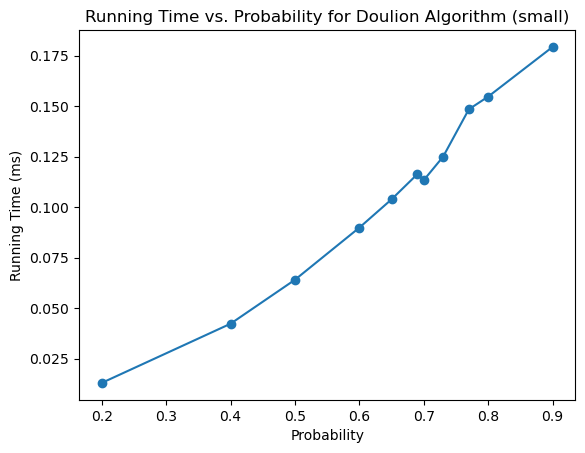 Running Time vs. Probability for Doulion Algorithm (small)
0.175
0.150
0.125
0.100
0.075
0.050
0.025
Running Time (ms)
0.2 0.3 0.4 0.5 0.6 0.7 0.8 0.9
Probability